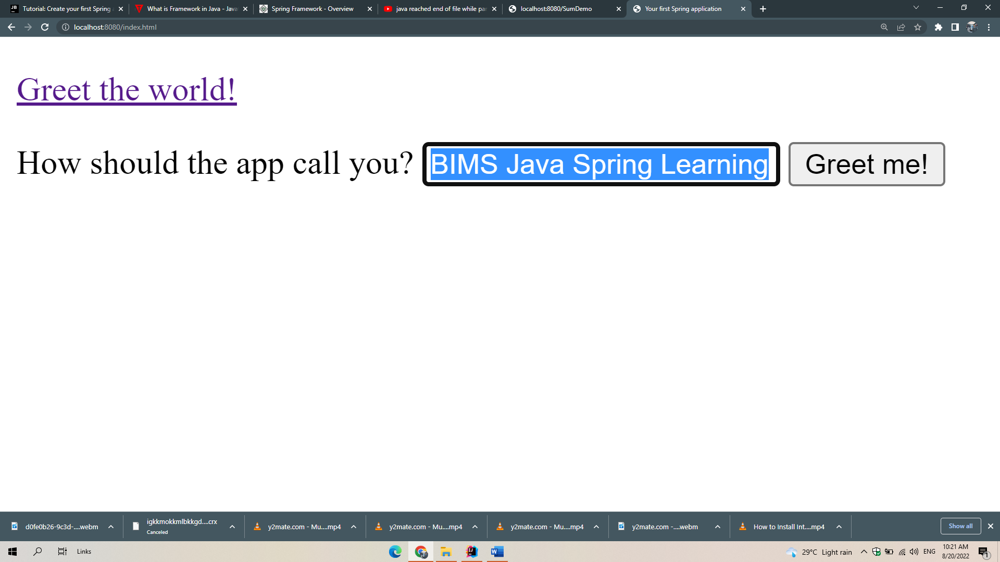 JB Tutorial: Create your first Spring
What is Framework in Java - Java
Spring Framework - Overview
java reached end of file while par
localhost:8080/SumDemo
Your first Spring application
localhost:8080/index.html
Greet the world!
How should the app call you? BIMS Java Spring Learning Greet me!
d0fe0b26-9c3d-....webm
igkkmokkmlbkkgd....crx
Canceled
y2mate.com - Mu....mp4
y2mate.com - Mu....mp4
y2mate.com - Mu....mp4
y2mate.com -....webm
How to Install Int....mp4
Show all
Links
29°C Light rain
ENG
10:21 AM
8/20/2022
1